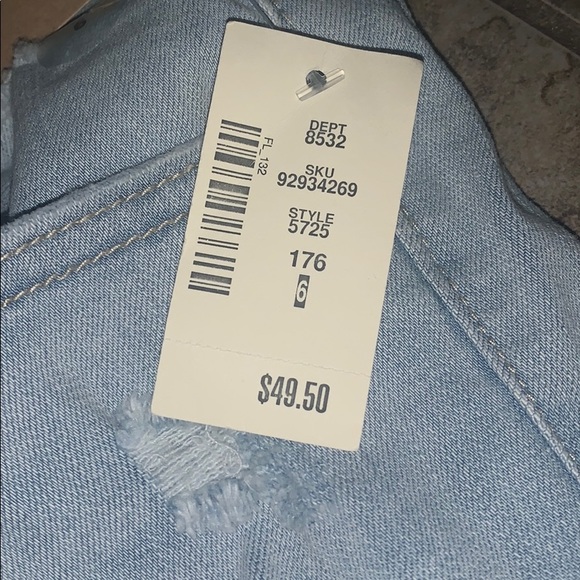 DEPT
8532
SKU
92934269
STYLE
5725
176
6
$49.50
FL_132